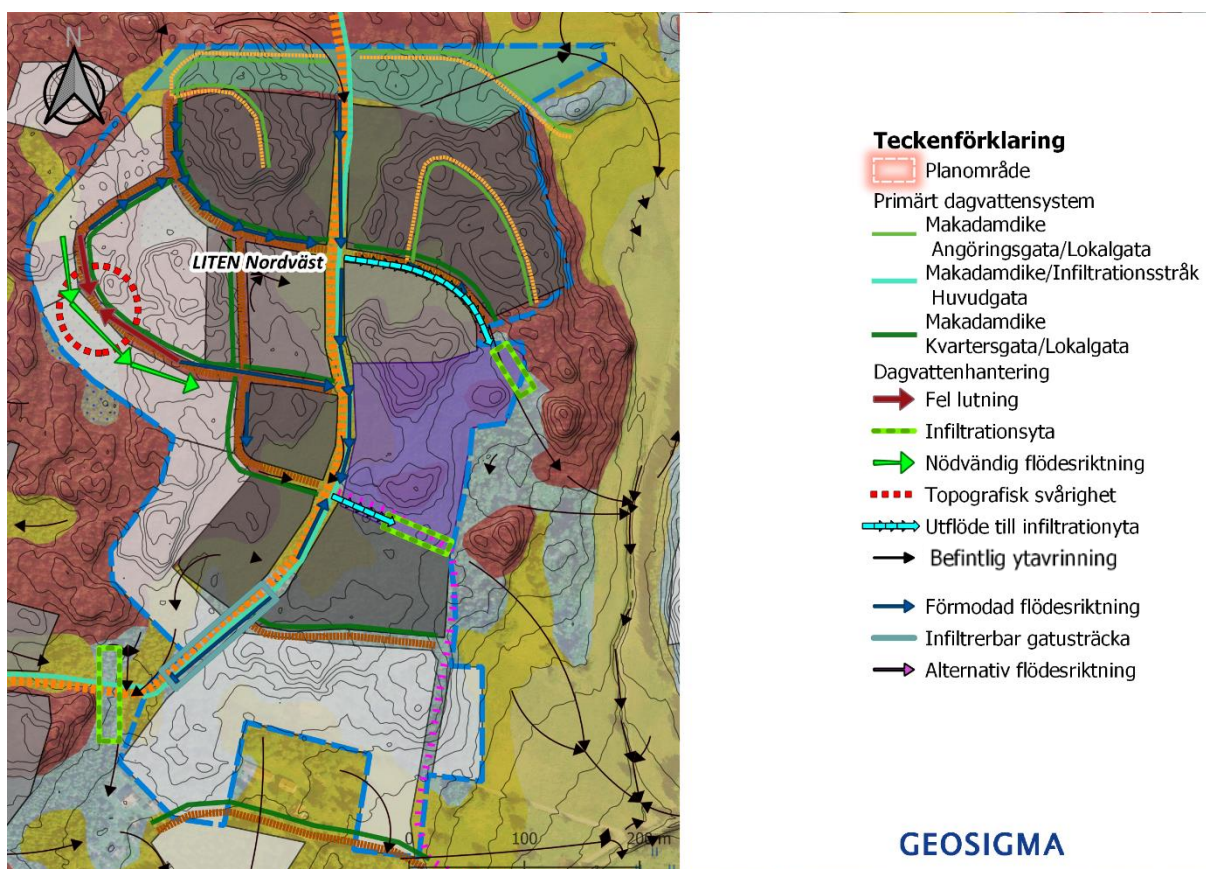 N
LITEN Nordväst
0 100 200 m
Teckenförklaring
Planområde
Primärt dagvattensystem
Makadamdike
Angöringsgata/Lokalgata
Makadamdike/Infiltrationsstråk
Huvudgata
Makadamdike
Kvartersgata/Lokalgata
Dagvattenhantering
Fel lutning
Infiltrationsyta
Nödvändig flödesriktning
Topografisk svårighet
Utflöde till infiltrationyta
Befintlig ytavrinning
Förmodad flödesriktning
Infiltrerbar gatusträcka
Alternativ flödesriktning
GEOSIGMA